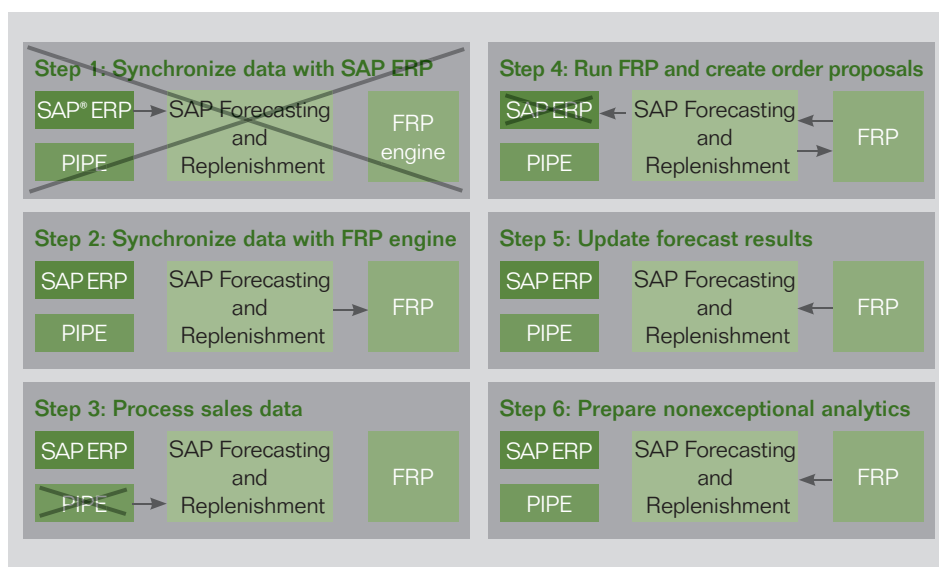 Step 1: Synchronize data with SAP ERP
SAP® ERP
PIPE
SAP Forecasting
and
Replenishment
FRP
engine
Step 2: Synchronize data with FRP engine
SAP ERP
PIPE
SAP Forecasting
and
Replenishment
FRP
Step 3: Process sales data
SAP ERP
PIPE
SAP Forecasting
and
Replenishment
FRP
Step 4: Run FRP and create order proposals
SAP ERP
PIPE
SAP Forecasting
and
Replenishment
FRP
Step 5: Update forecast results
SAP ERP
PIPE
SAP Forecasting
and
Replenishment
FRP
Step 6: Prepare nonexceptional analytics
SAP ERP
PIPE
SAP Forecasting
and
Replenishment
FRP